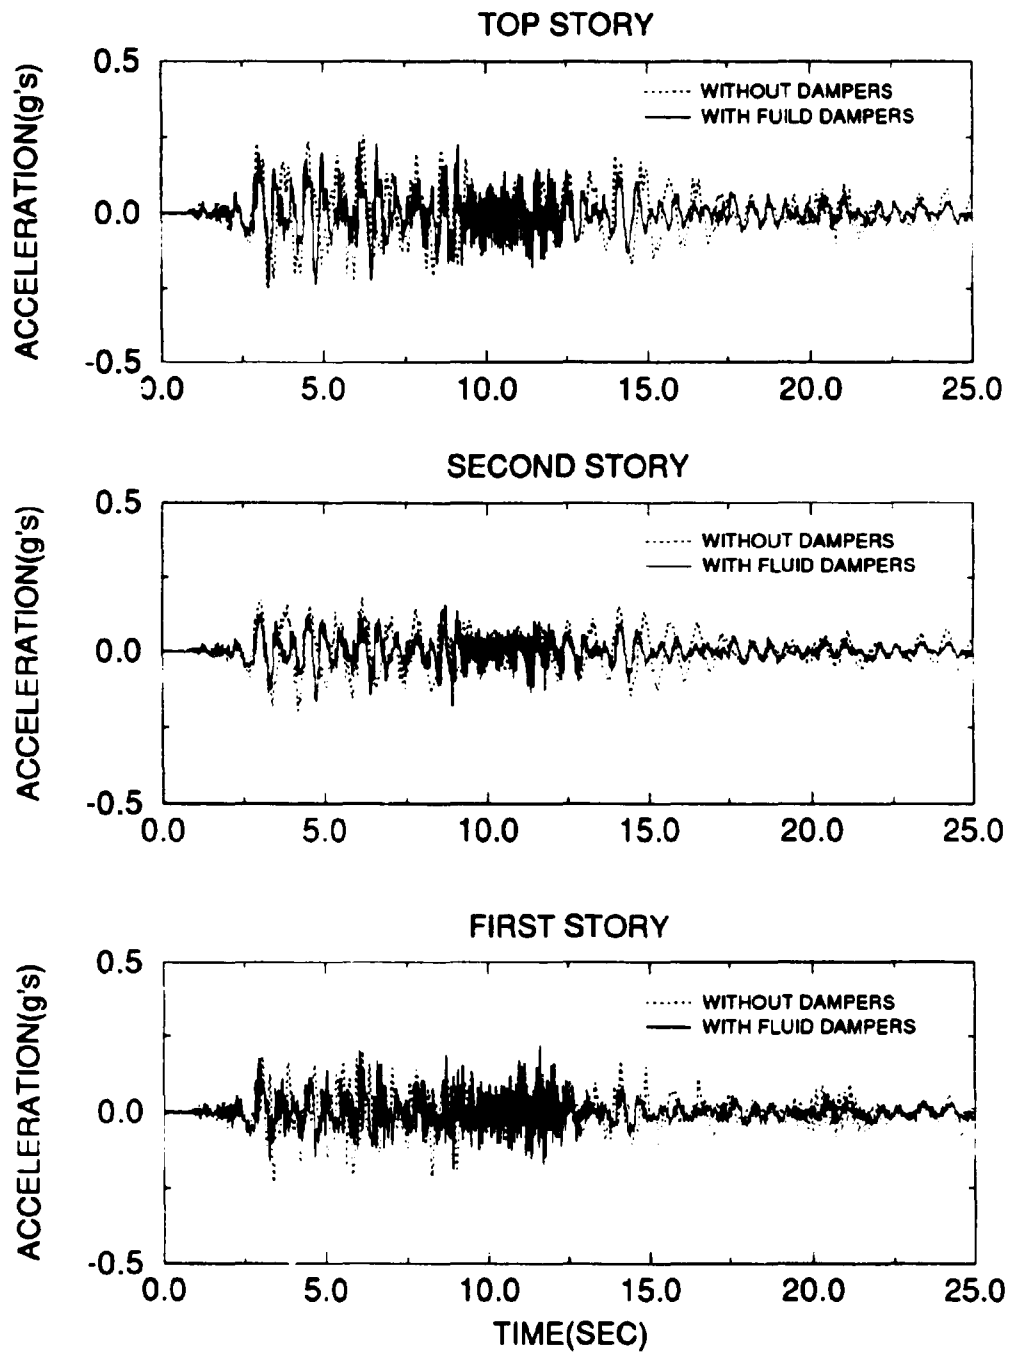 TOP STORY
ACCELERATION(g's)
0.5
0.0
-0.5
WITHOUT DAMPERS
WITH FUILD DAMPERS
0.0 5.0 10.0 15.0 20.0 25.0
SECOND STORY
ACCELERATION(g's)
0.5
0.0
-0.5
WITHOUT DAMPERS
WITH FLUID DAMPERS
0.0 5.0 10.0 15.0 20.0 25.0
FIRST STORY
ACCELERATION(g's)
0.5
0.0
-0.5
WITHOUT DAMPERS
WITH FLUID DAMPERS
0.0 5.0 10.0 15.0 20.0 25.0
TIME(SEC)